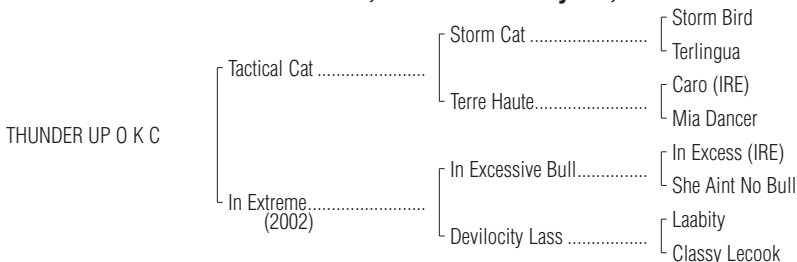 Storm Bird
Storm Cat ............................
Terlingua
Tactical Cat .......................
Caro (IRE)
Terre Haute...........................
Mia Dancer
THUNDER UP O K C
In Excess (IRE)
In Excessive Bull.................
She Aint No Bull
In Extreme............................
(2002)
Laabity
Devilocity Lass ...................
Classy Lecook